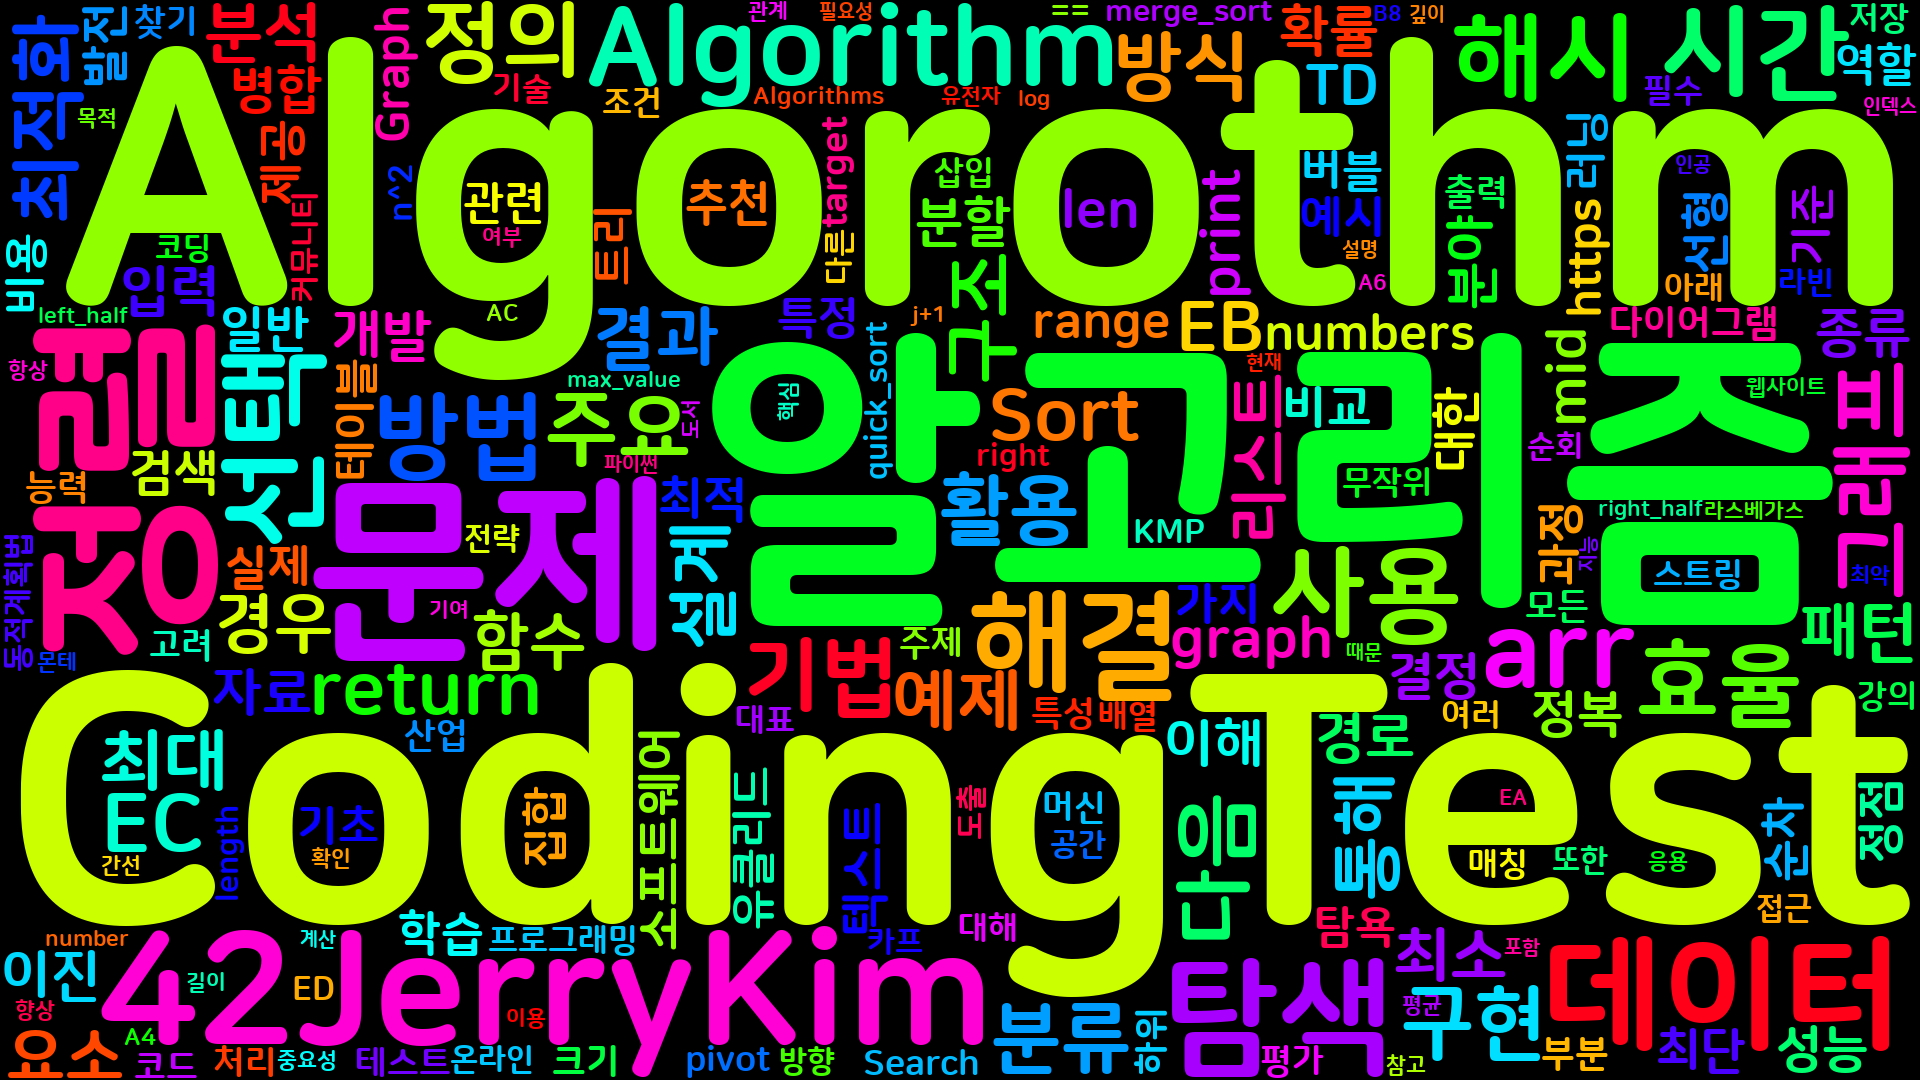 최적화
발전
찾기
분석
병합
Graph
정의
기술
Algorithm
관계
필요성
==
merge_sort
방식
확률
B8
깊이
TD
해시
시간
저장
역할
인덱스
필수
목적
제공
조건
Algorithms
유전자
log
Algorothm
n^2
관련
여부
추천
트리
target
다른
삽입
분할
구조
len
print
버블
예시
설명
A6
출력
분야
https
러닝
인공
선형
기준
아래
라빈
비용
코딩
입력
커뮤니티
left_half
일반
개발
AC
결과
특정
j+1
range
EB
numbers
현재
mid
다이어그램
종류
항상
정렬
선택
테이블
방법
max_value
주요
도서
핵심
quick_sort
알고리즘
Sort
right
리스트
비교
대한
순회
웹사이트
그래피
검색
능력
문제
전략
파이썬
최적
활용
KMP
무작위
right_half
라스베가스
과정
지능
스트링
최악
동적계획법
실제
경우
기여
함수
설계
해결
가지
사용
모든
패턴
고려
몬테
자료
return
기법
주제
예제
graph
때문
결정
arr
효율
강의
CodingTest
산업
대표
특성
배열
이해
경로
여러
정복
최대
EC
length
기초
확인
간선
집합
소프트웨어
유클리드
텍스트
도출
머신
공간
다음
통해
EA
매칭
또한
응용
순차
정점
접근
number
학습
계산
프로그래밍
카프
대해
탐욕
최소
포함
데이터
이진
길이
42JerryKim
ED
향상
이용
분류
하위
탐색
평균
구현
요소
A4
코드
처리
중요성
테스트
온라인
크기
pivot
방향
Search
평가
참고
부분
최단
성능